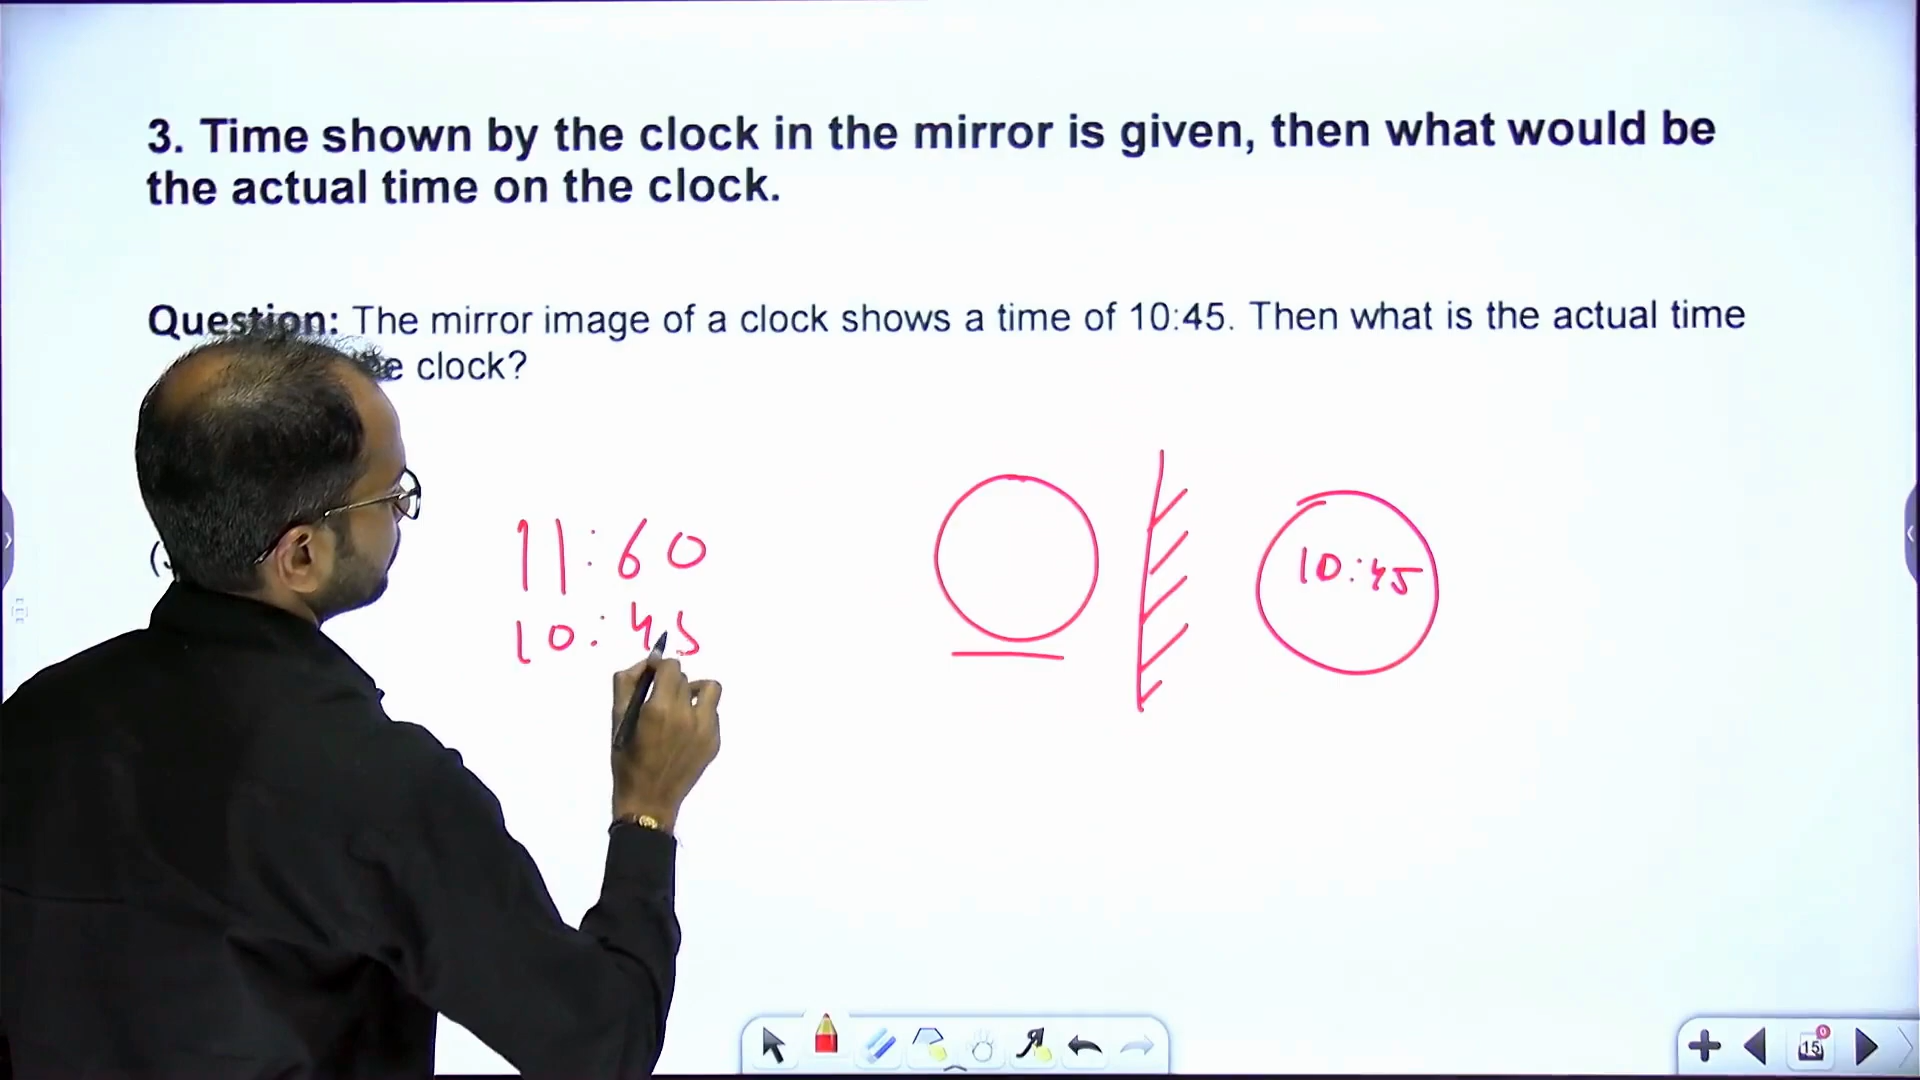 3. Time shown by the clock in the mirror is given, then what would be
the actual time on the clock.
Question: The mirror image of a clock shows a time of 10:45. Then what is the actual time
clock?
11:60
10:45
10:45
15
0